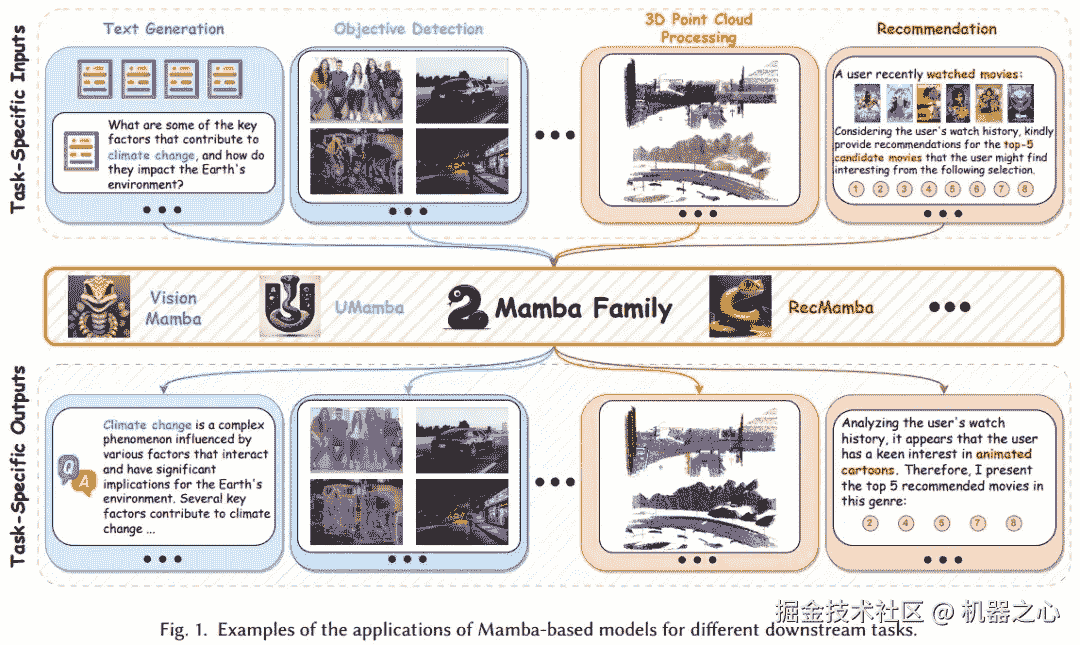 Task-Specific Inputs
Text Generation
What are some of the key
factors that contribute to
climate change, and how do
they impact the Earth's
environment?
Objective Detection
3D Point Cloud
Processing
Recommendation
A user recently watched movies:
Considering the user's watch history, kindly
provide recommendations for the top-5
candidate movies that the user might find
interesting from the following selection.
1 2 3 4 5 6 7 8
Vision
Mamba
UMamba
Mamba Family
RecMamba
Task-Specific Outputs
Q
A
Climate change is a complex
phenomenon influenced by
various factors that interact
and have significant
implications for the Earth's
environment. Several key
factors contribute to climate
change ...
Analyzing the user's watch
history, it appears that the user
has a keen interest in animated
cartoons. Therefore, I present
the top 5 recommended movies in
this genre:
2 4 6 7 8
掘金技术社区 @ 机器之心
Fig. 1. Examples of the applications of Mamba-based models for different downstream tasks.